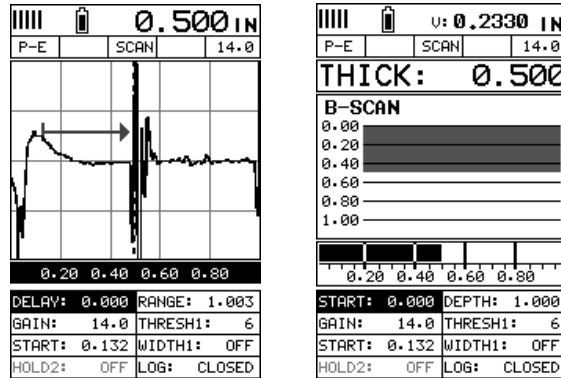 0.500 IN
P-E SCAN 14.0
0.20 0.40 0.60 0.80
DELAY: 0.000 RANGE: 1.003
GAIN: 14.0 THRESH1: 6
START: 0.132 WIDTH1: OFF
HOLD2: OFF LOG: CLOSED
V: 0.2330 IN
P-E SCAN 14.0
THICK: 0.500
B-SCAN
0.00
0.20
0.40
0.60
0.80
1.00
0.20 0.40 0.60 0.80
START: 0.000 DEPTH: 1.000
GAIN: 14.0 THRESH1: 6
START: 0.132 WIDTH1: OFF
HOLD2: OFF LOG: CLOSED